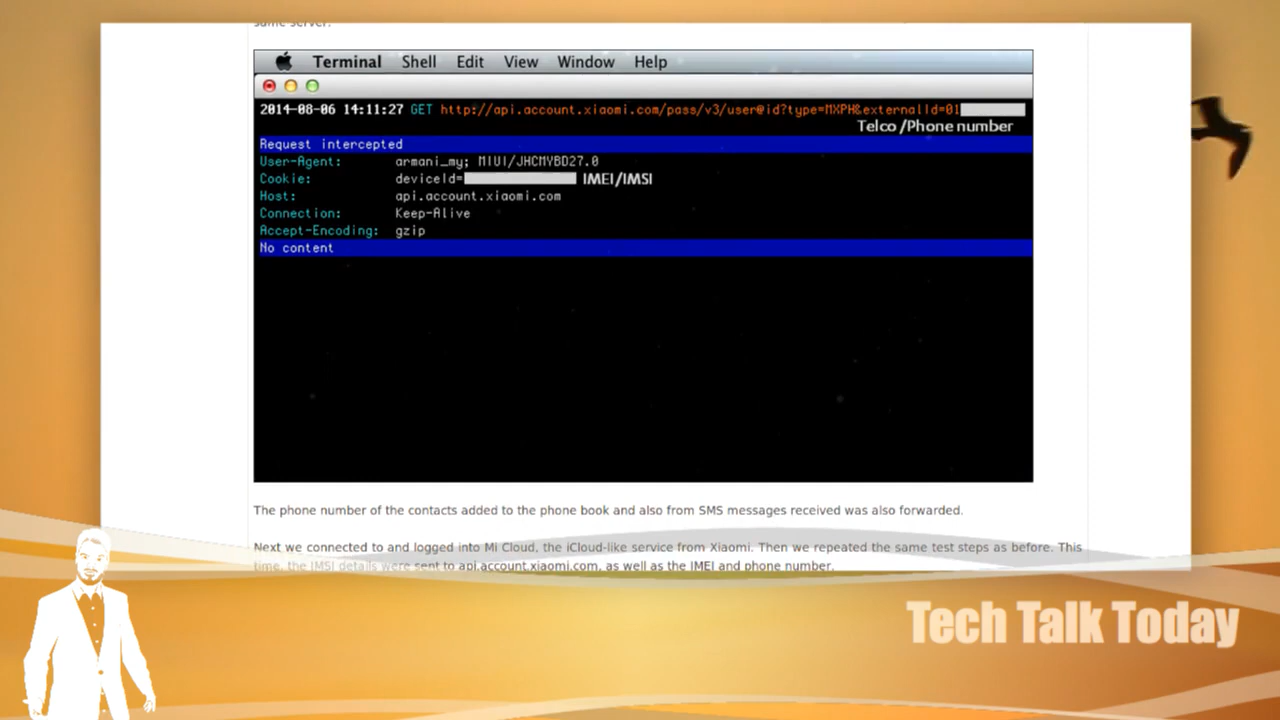 same server.
Terminal Shell Edit View Window Help
2014-08-06 14:11:27 GET http://api.account.xiaomi.com/pass/v3/user@id?type=MXPH&externalId=01
Telco /Phone number
Request intercepted
User-Agent: armani_my; MIUI/JHCMYBD27.0
Cookie: deviceId= IMEI/IMSI
Host: api.account.xiaomi.com
Connection: Keep-Alive
Accept-Encoding: gzip
No content
The phone number of the contacts added to the phone book and also from SMS messages received was also forwarded.
Next we connected to and logged into Mi Cloud, the iCloud-like service from Xiaomi. Then we repeated the same test steps as before. This
time, the IMSI details were sent to api.account.xiaomi.com, as well as the IMEI and phone number.
Tech Talk Today